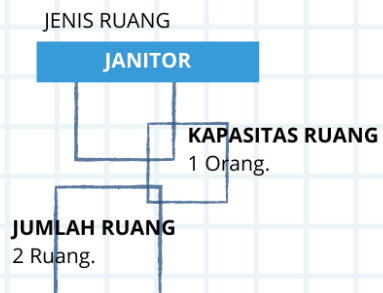 JENIS RUANG
JANITOR
KAPASITAS RUANG
1 Orang.
JUMLAH RUANG
2 Ruang.